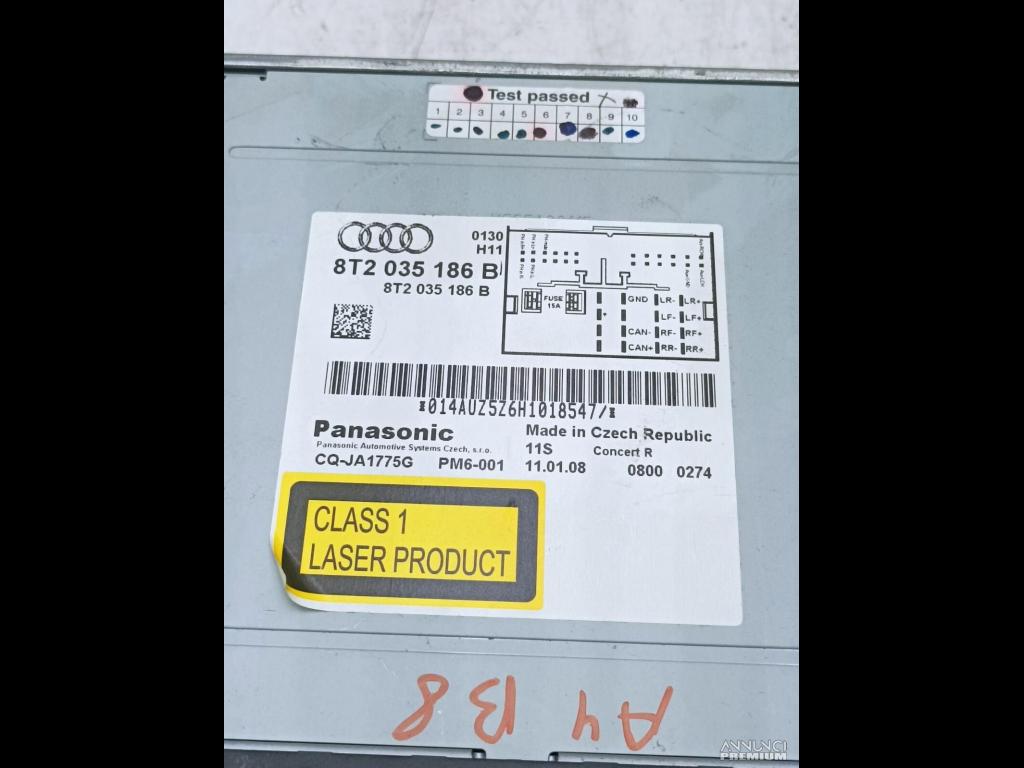 Test passed
1 2 3 4 5 6 7 8 9 10
0130
H11
8T2 035 186 B
8T2 035 186 B
FUSE
15A
+
GND LR- LR+
LF- LF+
CAN- RF- RF+
CAN+ RR- RR+
*014AUZ5Z6H1018547/*
Panasonic
Made in Czech Republic
Panasonic Automotive Systems Czech, s.r.o.
11S Concert R
CQ-JA1775G PM6-001 11.01.08 0800 0274
CLASS 1
LASER PRODUCT
A4 B8
ANNUNCI
PREMIUM